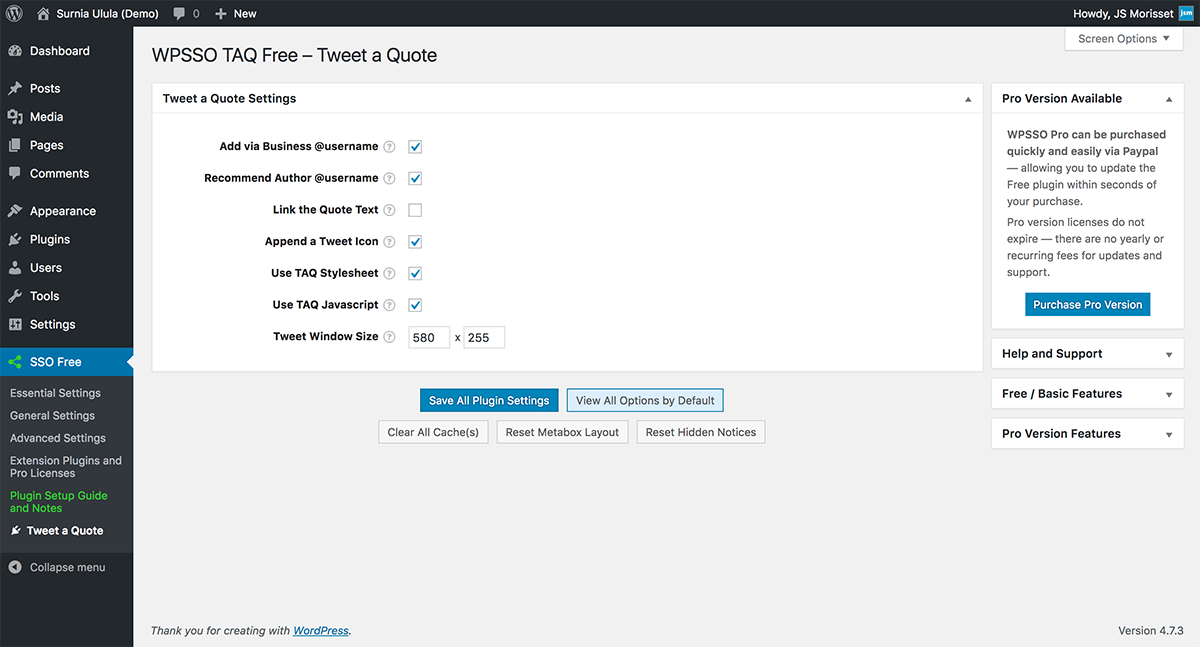 Surnia Ulula (Demo) 0 New Howdy, JS Morisset jsm
Screen Options
Dashboard
Posts
Media
Pages
Comments
Appearance
Plugins
Users
Tools
Settings
SSO Free
Essential Settings
General Settings
Advanced Settings
Extension Plugins and
Pro Licenses
Plugin Setup Guide
and Notes
Tweet a Quote
Collapse menu
WPSSO TAQ Free – Tweet a Quote
Tweet a Quote Settings
Add via Business @username ?
Recommend Author @username ?
Link the Quote Text ?
Append a Tweet Icon ?
Use TAQ Stylesheet ?
Use TAQ Javascript ?
Tweet Window Size ? 580 x 255
Save All Plugin Settings View All Options by Default
Clear All Cache(s) Reset Metabox Layout Reset Hidden Notices
Pro Version Available
WPSSO Pro can be purchased
quickly and easily via Paypal
— allowing you to update the
Free plugin within seconds of
your purchase.
Pro version licenses do not
expire — there are no yearly or
recurring fees for updates and
support.
Purchase Pro Version
Help and Support
Free / Basic Features
Pro Version Features
Thank you for creating with WordPress.
Version 4.7.3